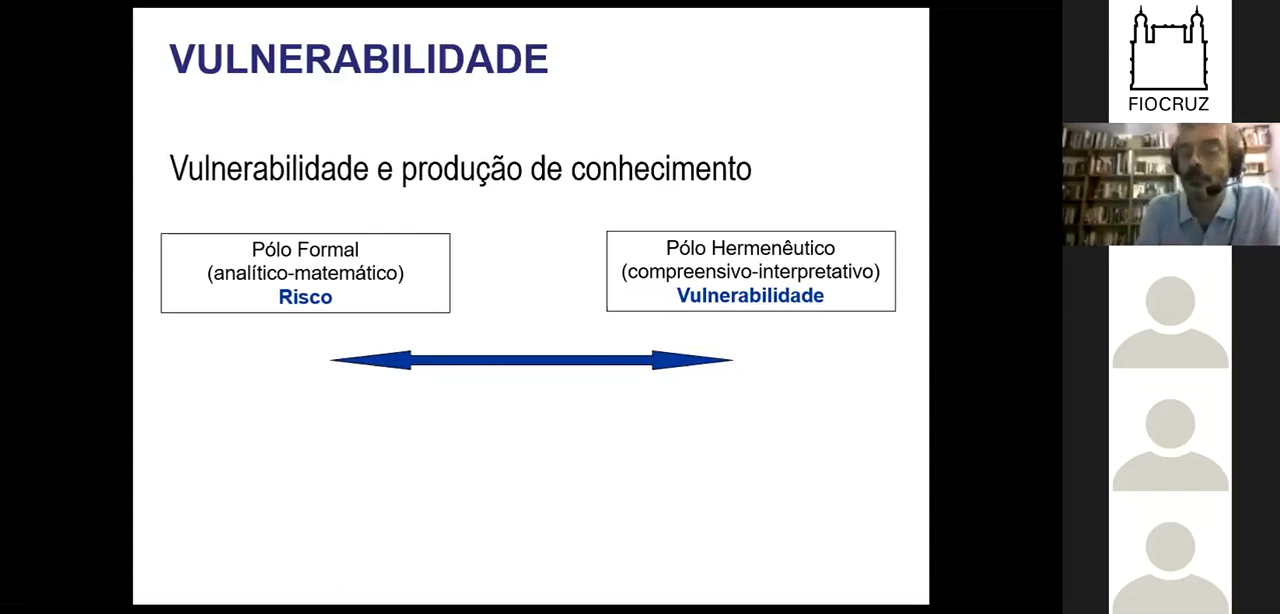 VULNERABILIDADE
Vulnerabilidade e produção de conhecimento
Pólo Formal
(analítico-matemático)
Risco
Pólo Hermenêutico
(compreensivo-interpretativo)
Vulnerabilidade
FIOCRUZ